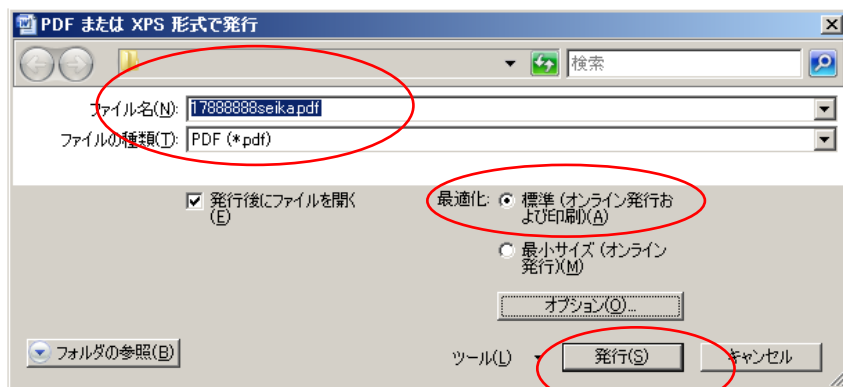 PDF または XPS 形式で発行
検索
ファイル名(N): 17888888seika.pdf
ファイルの種類(T): PDF (*.pdf)
発行後にファイルを開く
(E)
最適化: 標準 (オンライン発行お
よび印刷)(A)
最小サイズ (オンライン
発行)(M)
オプション(O)...
フォルダの参照(B)
ツール(L)
発行(S)
キャンセル